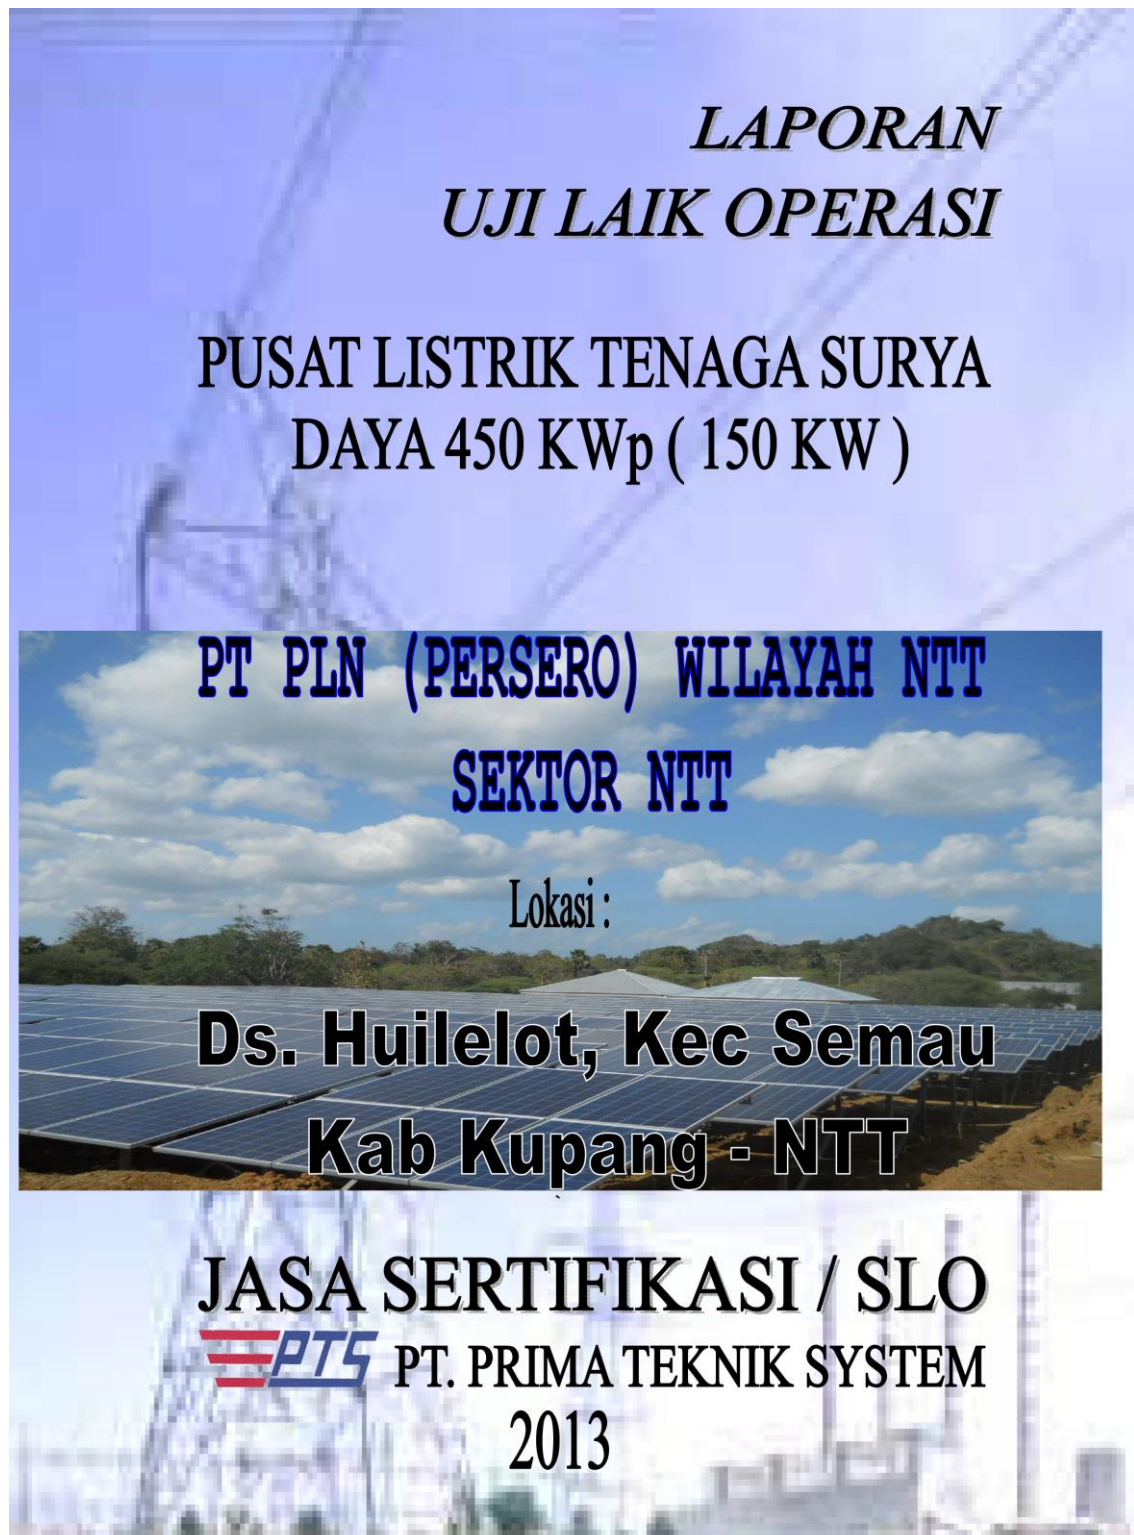 LAPORAN
UJI LAIK OPERASI
PUSAT LISTRIK TENAGA SURYA
DAYA 450 KWp ( 150 KW )
PT PLN (PERSERO) WILAYAH NTT
SEKTOR NTT
Lokasi :
Ds. Huilelot, Kec Semau
Kab Kupang - NTT
JASA SERTIFIKASI / SLO
PTS PT. PRIMA TEKNIK SYSTEM
2013